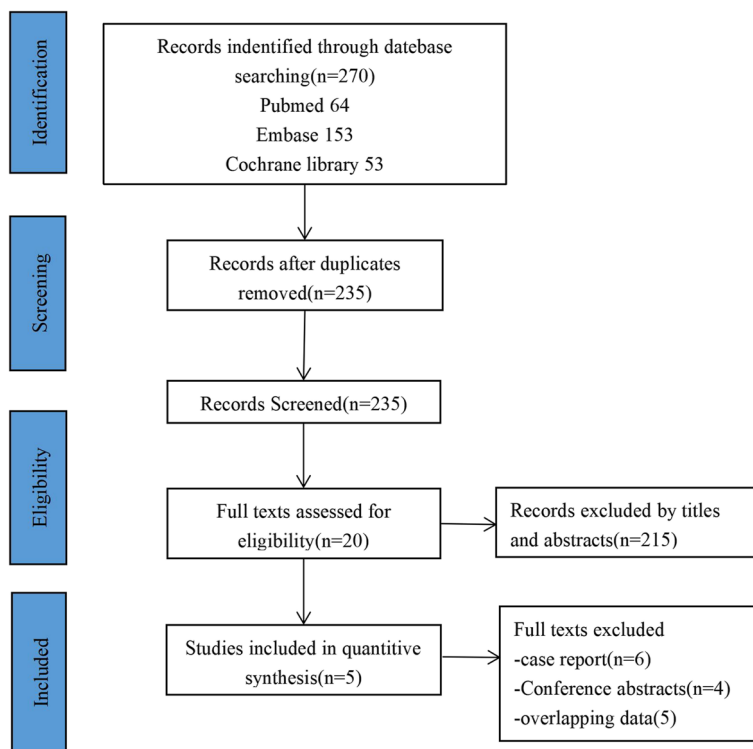 Identification
Records indentified through datebase
searching(n=270)
Pubmed 64
Embase 153
Cochrane library 53
Screening
Records after duplicates
removed(n=235)
Records Screened(n=235)
Eligibility
Full texts assessed for
eligibility(n=20)
Records excluded by titles
and abstracts(n=215)
Included
Studies included in quantitive
synthesis(n=5)
Full texts excluded
-case report(n=6)
-Conference abstracts(n=4)
-overlapping data(5)